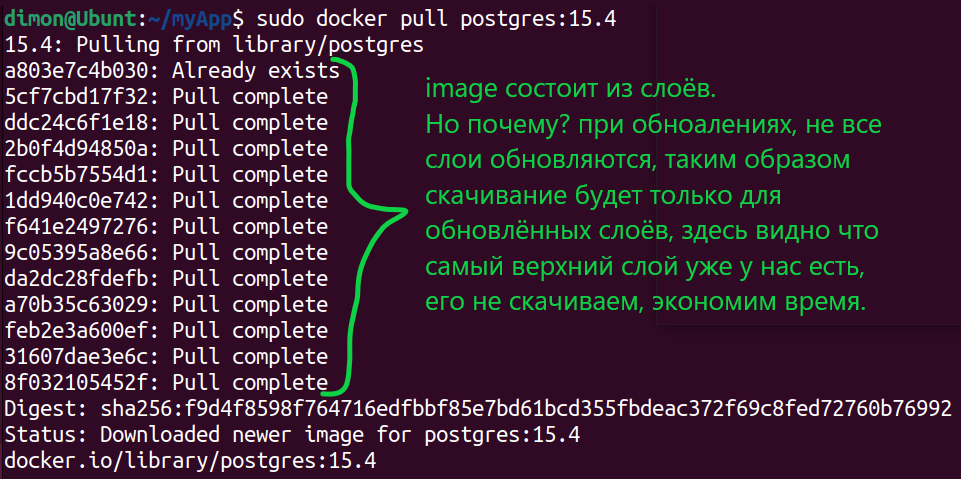 dimon@Ubunt:~/myApp$ sudo docker pull postgres:15.4
15.4: Pulling from library/postgres
a803e7c4b030: Already exists
5cf7cbd17f32: Pull complete
ddc24c6f1e18: Pull complete
2b0f4d94850a: Pull complete
fccb5b7554d1: Pull complete
1dd940c0e742: Pull complete
f641e2497276: Pull complete
9c05395a8e66: Pull complete
da2dc28fdefb: Pull complete
a70b35c63029: Pull complete
feb2e3a600ef: Pull complete
31607dae3e6c: Pull complete
8f032105452f: Pull complete
Digest: sha256:f9d4f8598f764716edfbbf85e7bd61bcd355fbdeac372f69c8fed72760b76992
Status: Downloaded newer image for postgres:15.4
docker.io/library/postgres:15.4
image состоит из слоёв.
Но почему? при обноалениях, не все
слои обновляются, таким образом
скачивание будет только для
обновлённых слоёв, здесь видно что
самый верхний слой уже у нас есть,
его не скачиваем, экономим время.